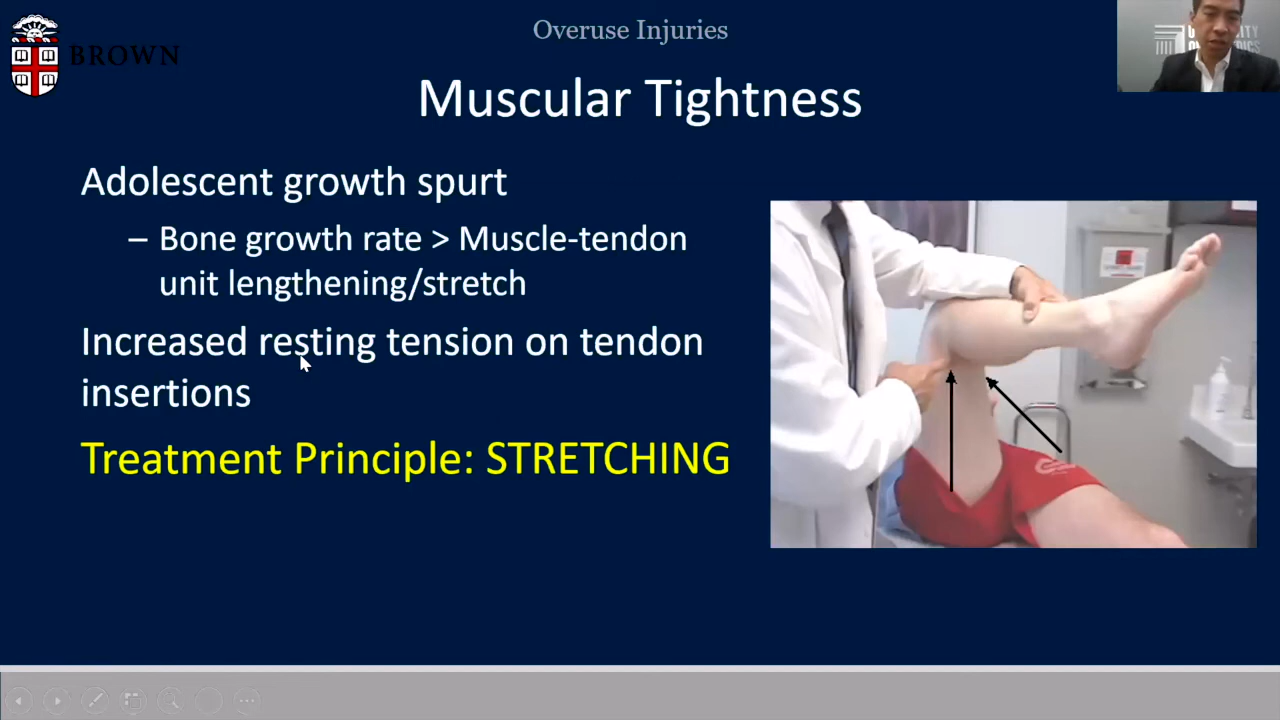 Overuse Injuries
BROWN
Muscular Tightness
Adolescent growth spurt
– Bone growth rate > Muscle-tendon
unit lengthening/stretch
Increased resting tension on tendon
insertions
Treatment Principle: STRETCHING